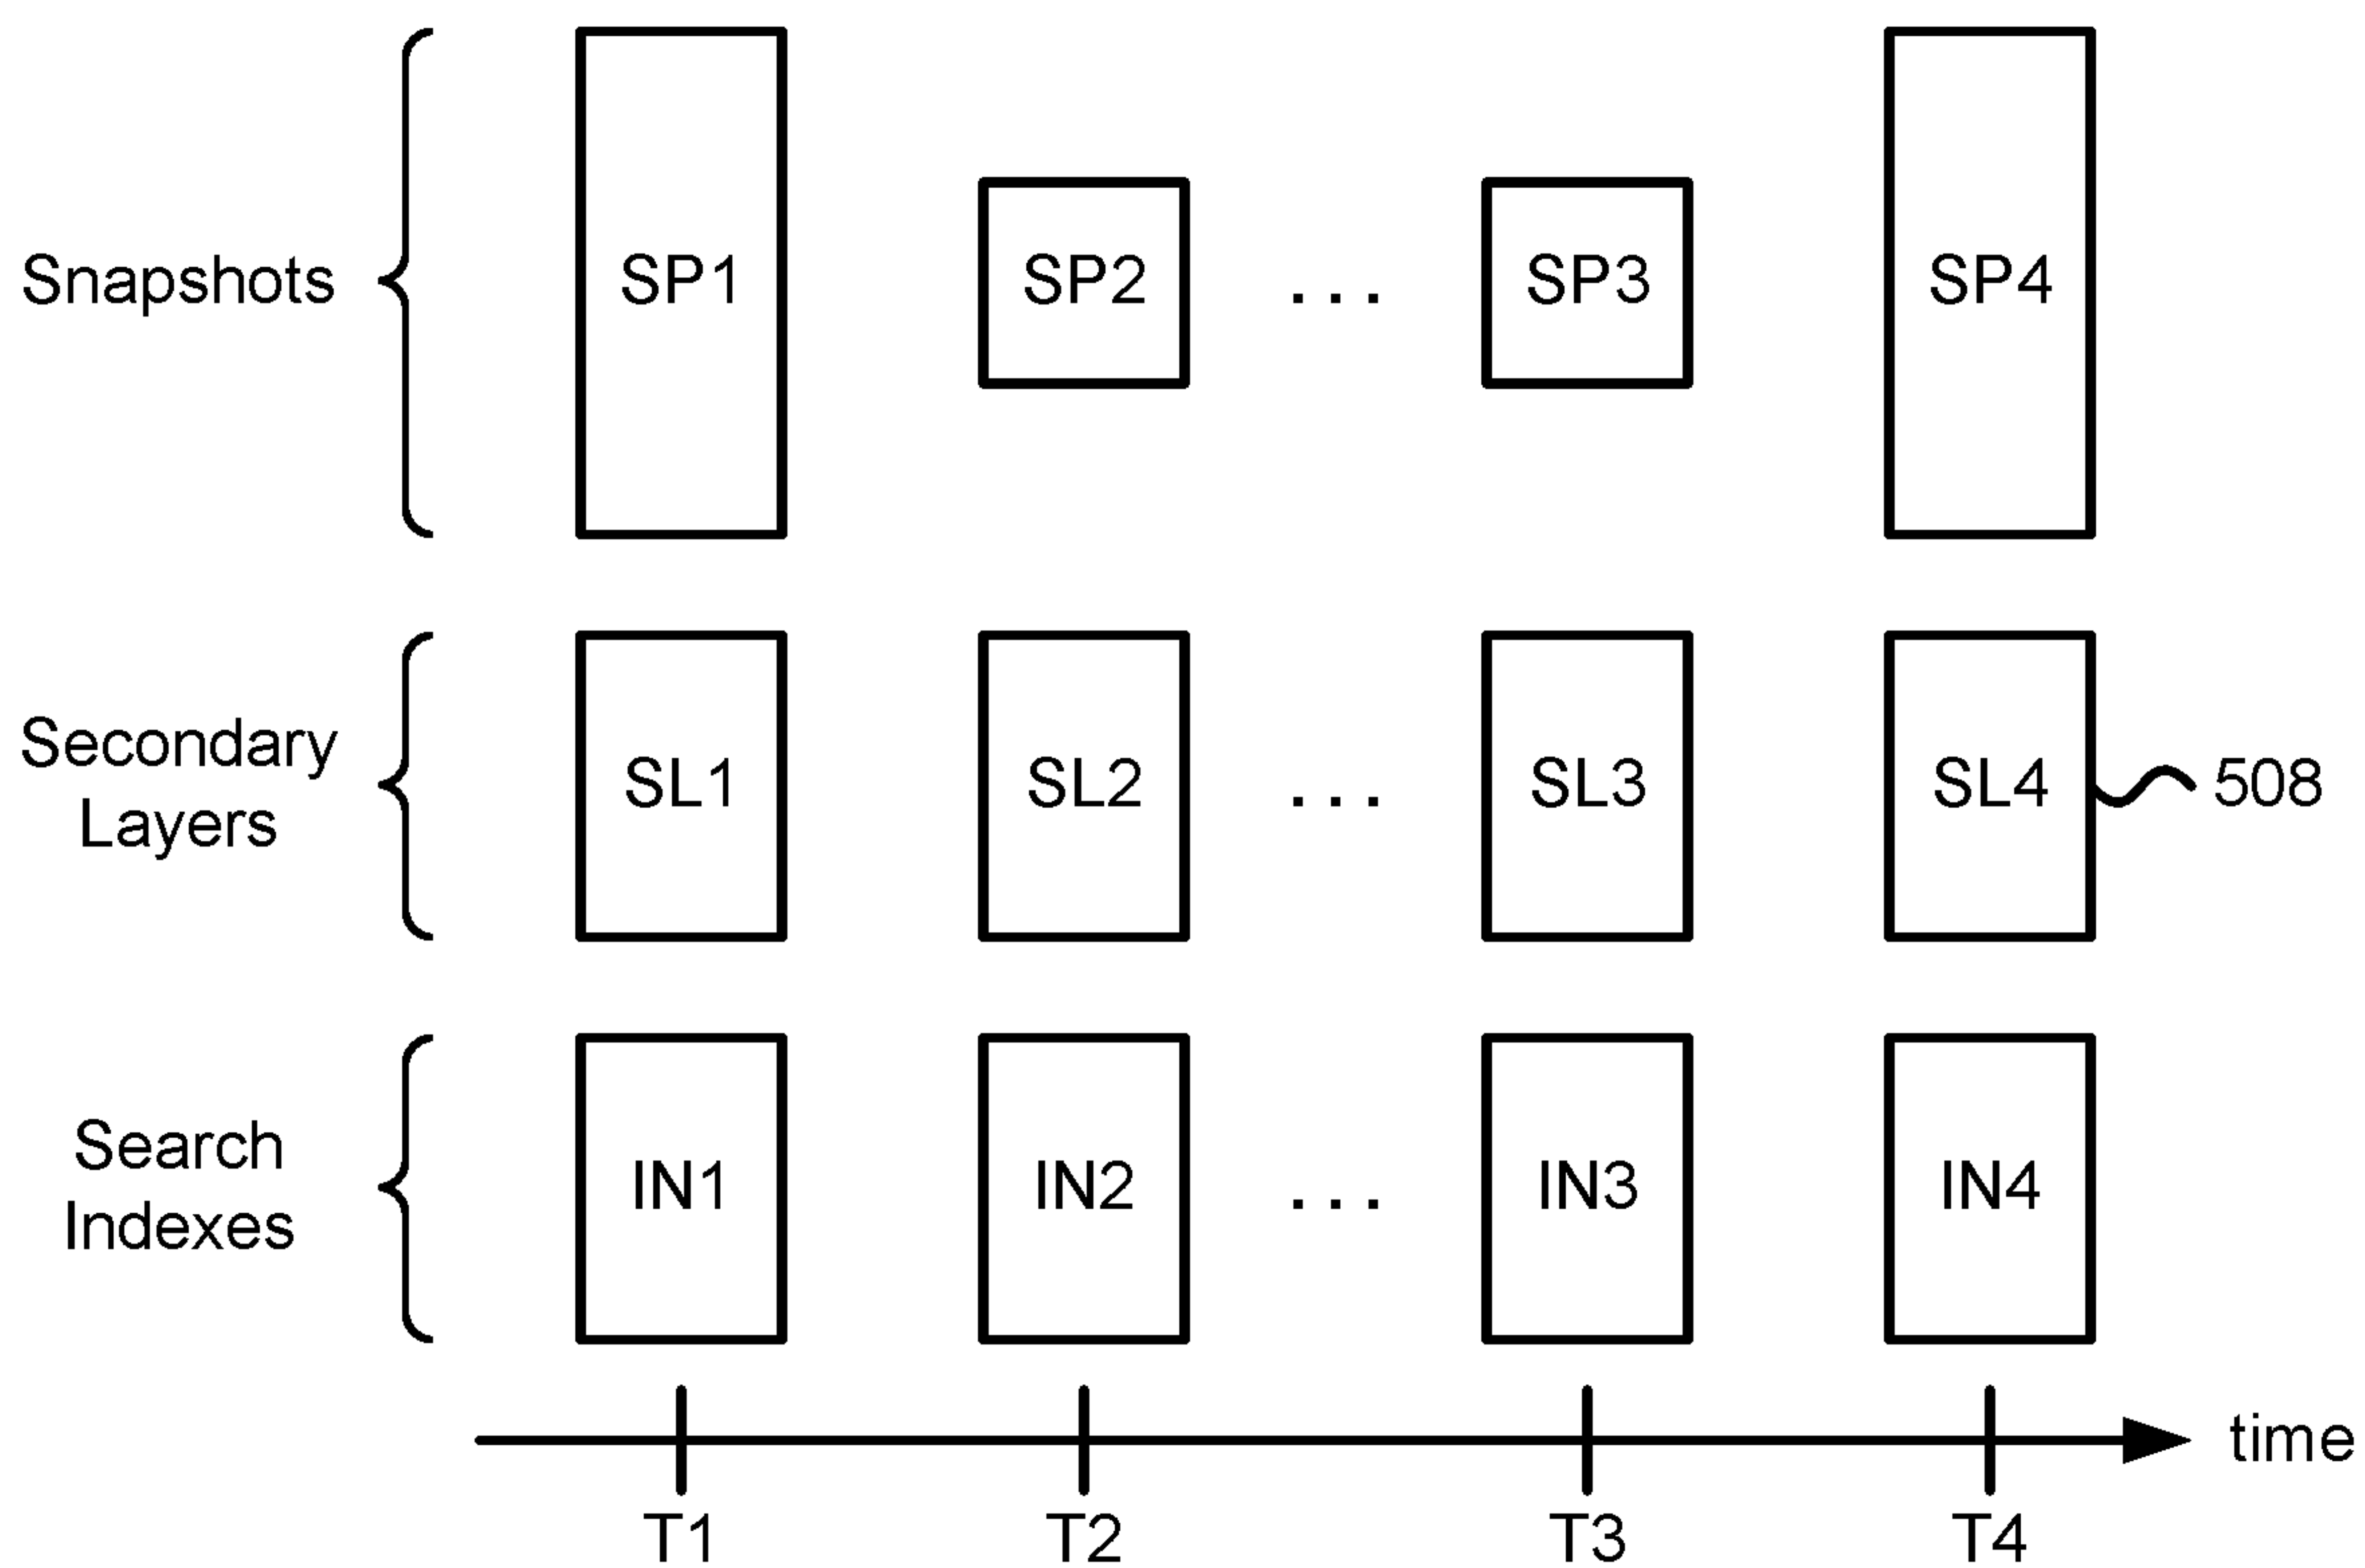 Snapshots
SP1
SP2
...
SP3
SP4
Secondary
Layers
SL1
SL2
...
SL3
SL4
508
Search
Indexes
IN1
IN2
...
IN3
IN4
time
T1
T2
T3
T4